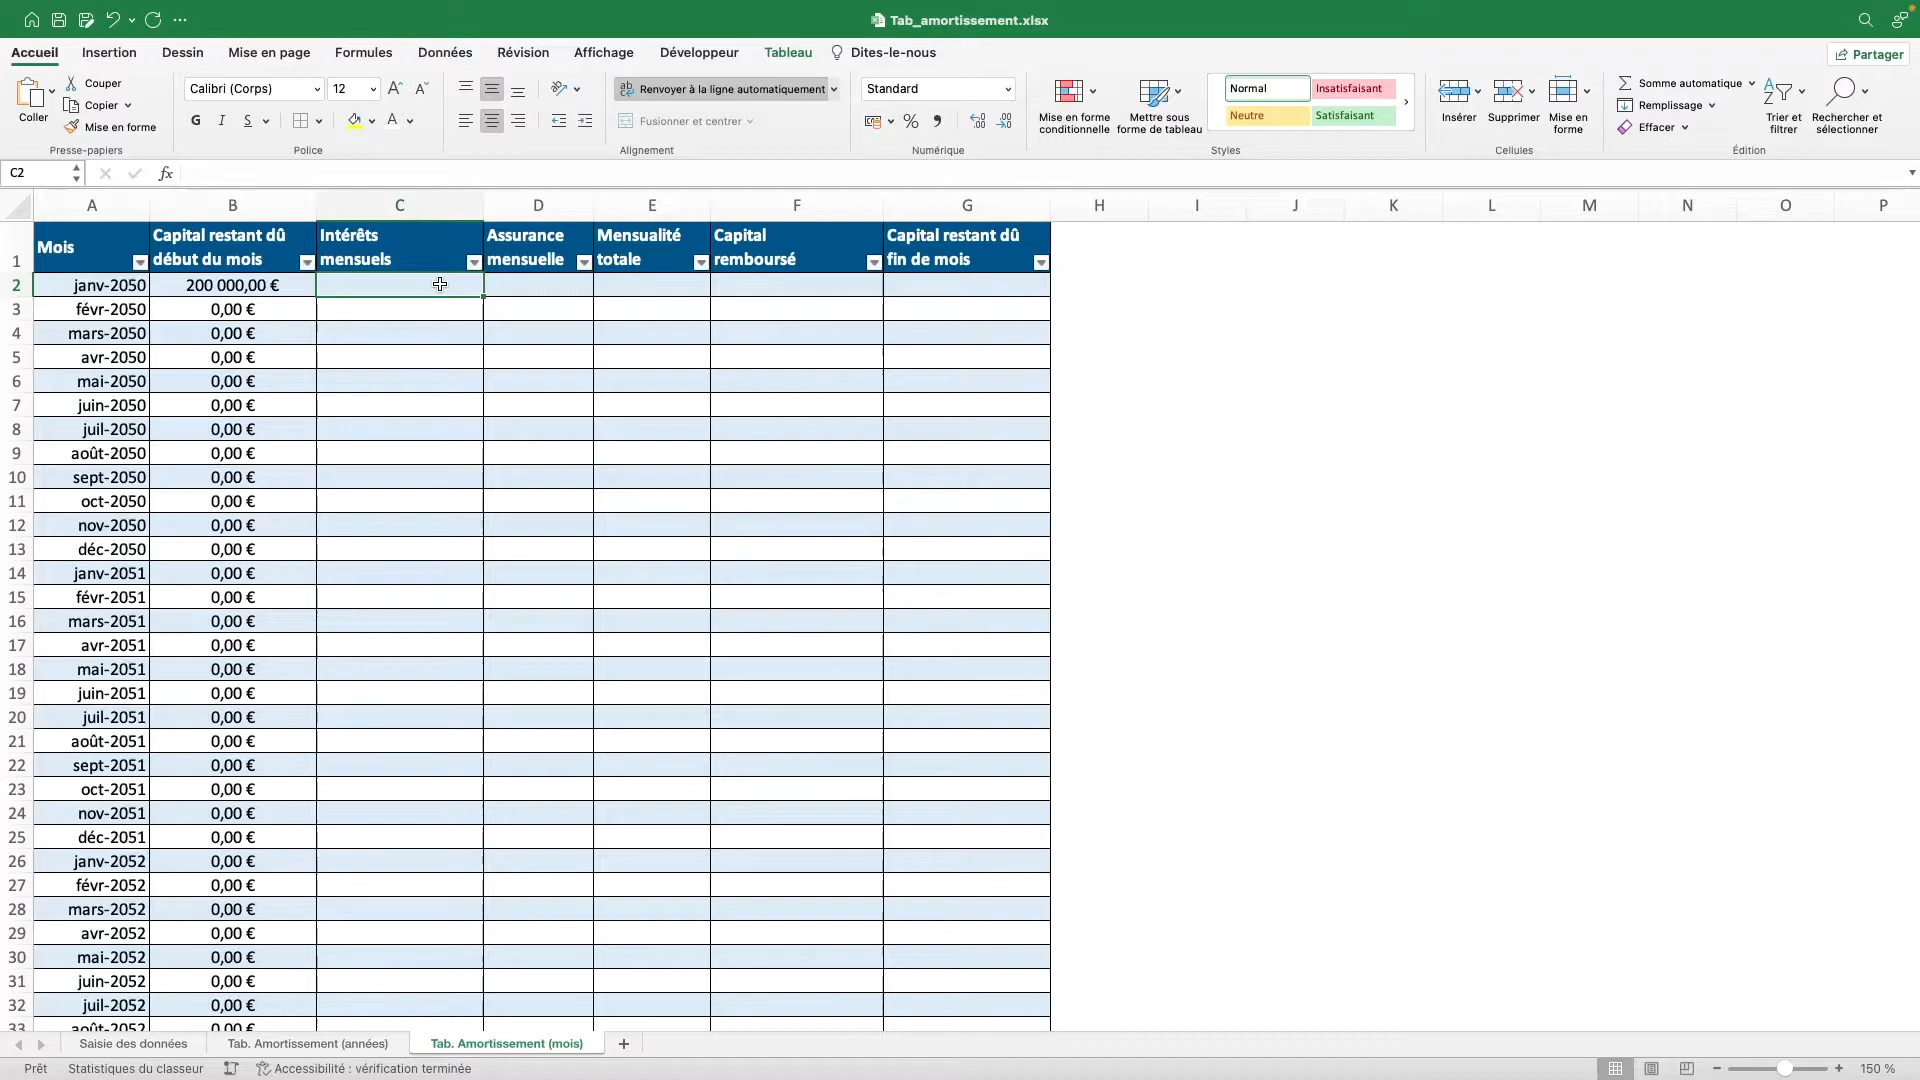 Tab_amortissement.xlsx
Accueil Insertion Dessin Mise en page Formules Données Révision Affichage Développeur Tableau Dites-le-nous Partager
Coller
Couper
Copier
Mise en forme
Presse-papiers
Calibri (Corps) 12
G I S
Police
Renvoyer à la ligne automatiquement
Fusionner et centrer
Alignement
Standard
Numérique
Mise en forme
conditionnelle
Mettre sous
forme de tableau
Normal Insatisfaisant
Neutre Satisfaisant
Styles
Insérer Supprimer Mise en
forme
Cellules
Somme automatique
Remplissage
Effacer
Trier et
filtrer
Rechercher et
sélectionner
Édition
C2 fx
A B C D E F G H I J K L M N O P
1 Mois Capital restant dû
début du mois Intérêts
mensuels Assurance
mensuelle Mensualité
totale Capital
remboursé Capital restant dû
fin de mois
2 janv-2050 200 000,00 €
3 févr-2050 0,00 €
4 mars-2050 0,00 €
5 avr-2050 0,00 €
6 mai-2050 0,00 €
7 juin-2050 0,00 €
8 juil-2050 0,00 €
9 août-2050 0,00 €
10 sept-2050 0,00 €
11 oct-2050 0,00 €
12 nov-2050 0,00 €
13 déc-2050 0,00 €
14 janv-2051 0,00 €
15 févr-2051 0,00 €
16 mars-2051 0,00 €
17 avr-2051 0,00 €
18 mai-2051 0,00 €
19 juin-2051 0,00 €
20 juil-2051 0,00 €
21 août-2051 0,00 €
22 sept-2051 0,00 €
23 oct-2051 0,00 €
24 nov-2051 0,00 €
25 déc-2051 0,00 €
26 janv-2052 0,00 €
27 févr-2052 0,00 €
28 mars-2052 0,00 €
29 avr-2052 0,00 €
30 mai-2052 0,00 €
31 juin-2052 0,00 €
32 juil-2052 0,00 €
33 août-2052 0,00 €
Saisie des données Tab. Amortissement (années) Tab. Amortissement (mois)
Prêt Statistiques du classeur Accessibilité : vérification terminée 150 %